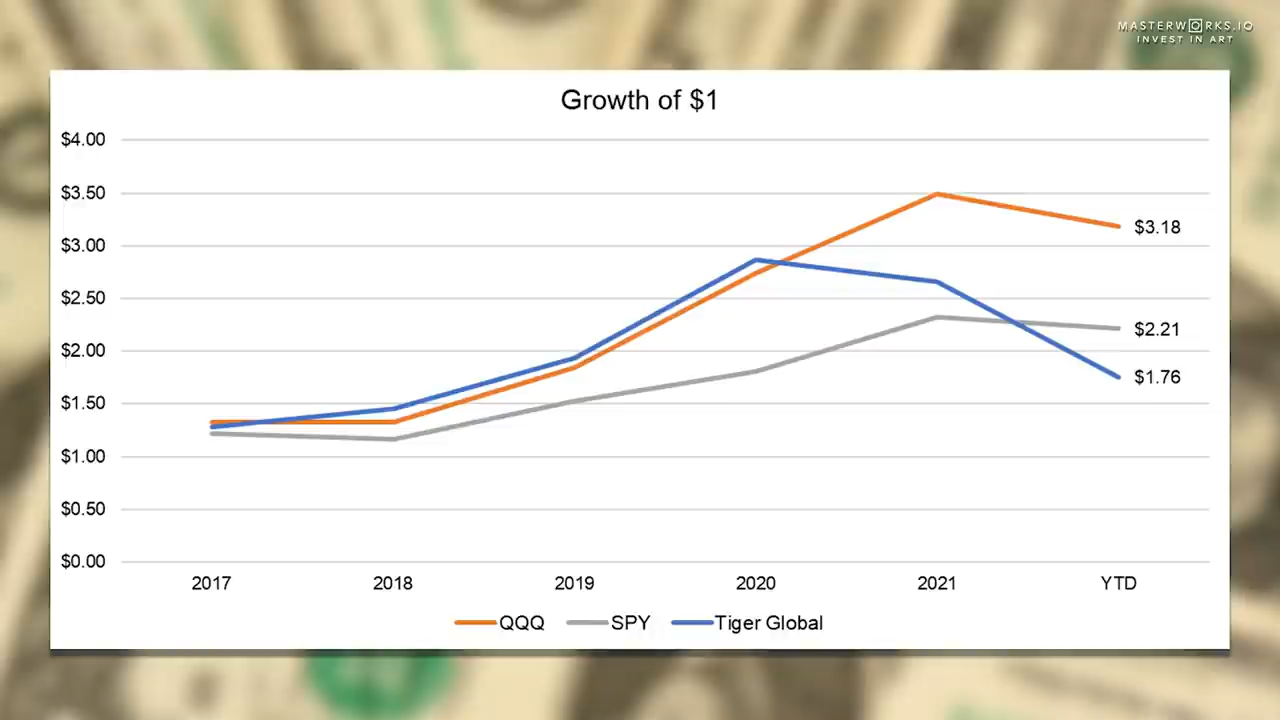 MASTERWORKS.IO
INVEST IN ART
Growth of $1
$4.00
$3.50
$3.00
$2.50
$2.00
$1.50
$1.00
$0.50
$0.00
$3.18
$2.21
$1.76
2017 2018 2019 2020 2021 YTD
QQQ SPY Tiger Global